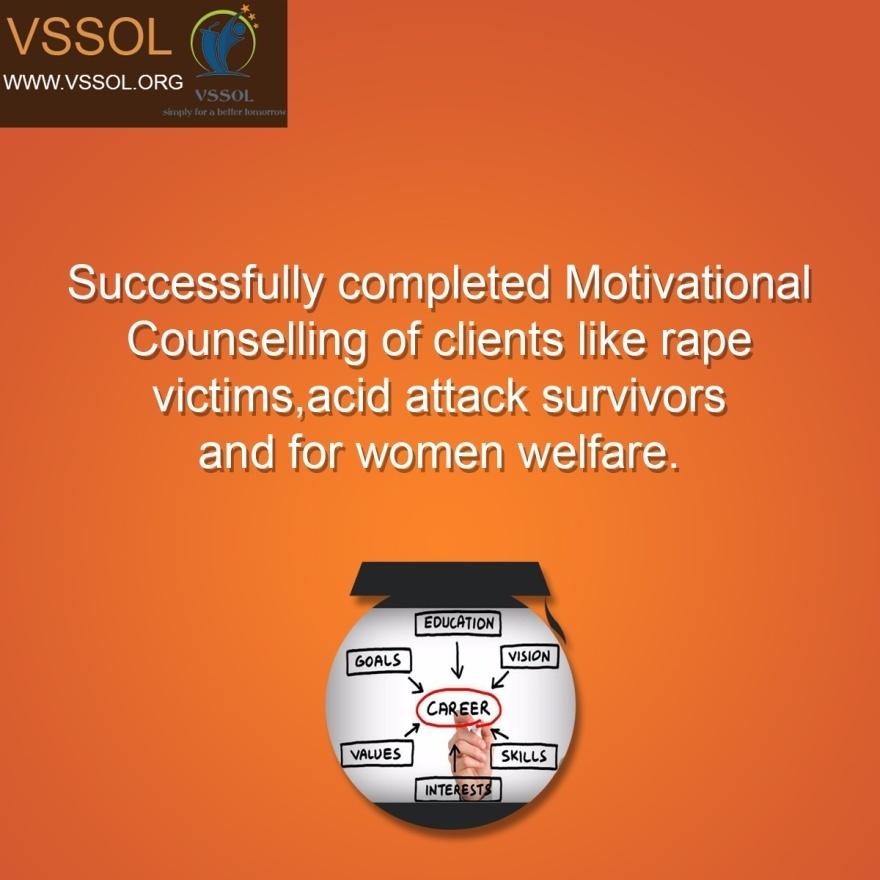 VSSOL
WWW.VSSOL.ORG
VSSOL
simply for a better tomorrow
Successfully completed Motivational
Counselling of clients like rape
victims,acid attack survivors
and for women welfare.
EDUCATION
GOALS
VISION
CAREER
VALUES
SKILLS
INTERESTS